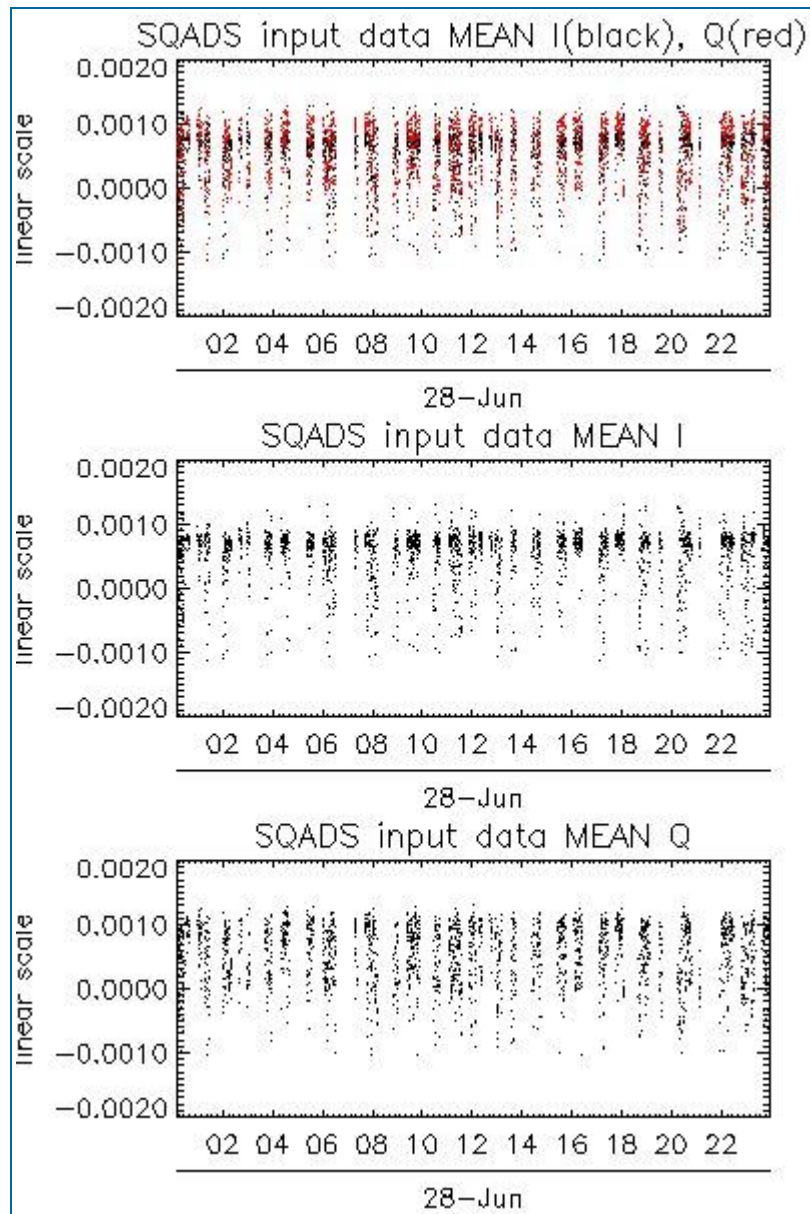 SQADS input data MEAN I(black), Q(red)
0.0020
0.0010
0.0000
-0.0010
-0.0020
linear scale
02 04 06 08 10 12 14 16 18 20 22
28-Jun
SQADS input data MEAN I
0.0020
0.0010
0.0000
-0.0010
-0.0020
linear scale
02 04 06 08 10 12 14 16 18 20 22
28-Jun
SQADS input data MEAN Q
0.0020
0.0010
0.0000
-0.0010
-0.0020
linear scale
02 04 06 08 10 12 14 16 18 20 22
28-Jun